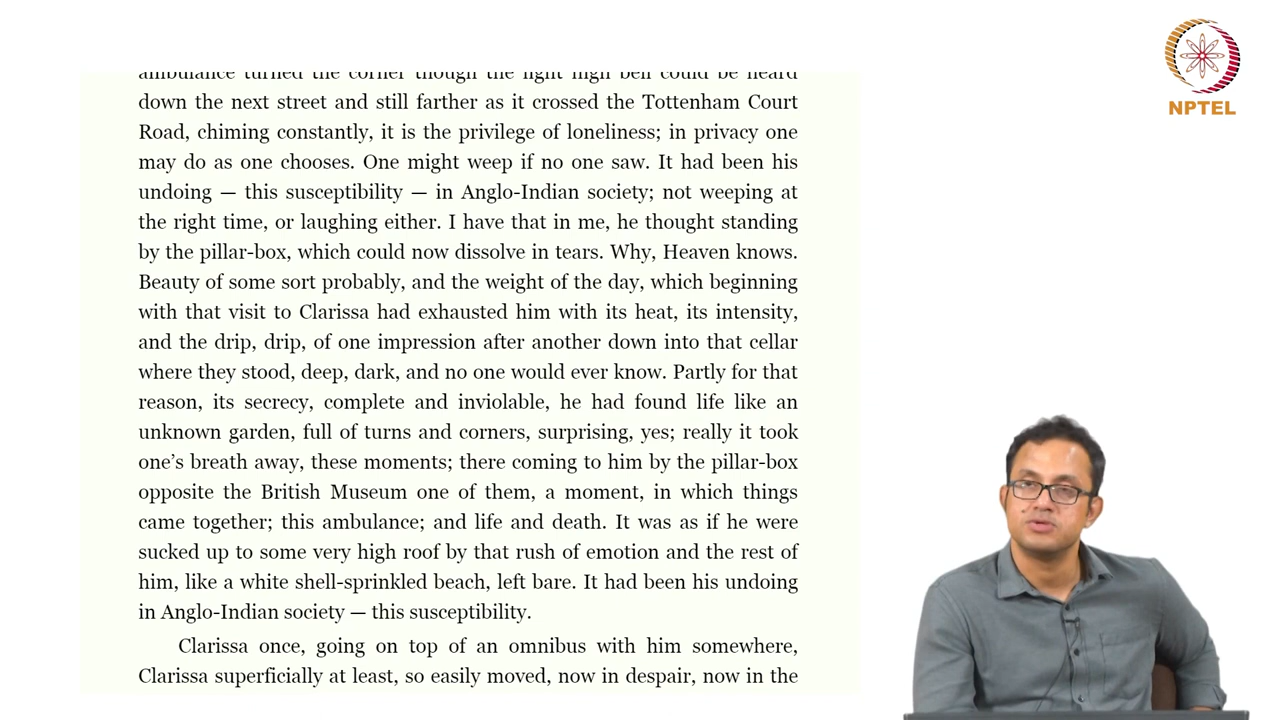 ambulance turned the corner though the light high bell could be heard
down the next street and still farther as it crossed the Tottenham Court
Road, chiming constantly, it is the privilege of loneliness; in privacy one
may do as one chooses. One might weep if no one saw. It had been his
undoing — this susceptibility — in Anglo-Indian society; not weeping at
the right time, or laughing either. I have that in me, he thought standing
by the pillar-box, which could now dissolve in tears. Why, Heaven knows.
Beauty of some sort probably, and the weight of the day, which beginning
with that visit to Clarissa had exhausted him with its heat, its intensity,
and the drip, drip, of one impression after another down into that cellar
where they stood, deep, dark, and no one would ever know. Partly for that
reason, its secrecy, complete and inviolable, he had found life like an
unknown garden, full of turns and corners, surprising, yes; really it took
one’s breath away, these moments; there coming to him by the pillar-box
opposite the British Museum one of them, a moment, in which things
came together; this ambulance; and life and death. It was as if he were
sucked up to some very high roof by that rush of emotion and the rest of
him, like a white shell-sprinkled beach, left bare. It had been his undoing
in Anglo-Indian society — this susceptibility.
Clarissa once, going on top of an omnibus with him somewhere,
Clarissa superficially at least, so easily moved, now in despair, now in the
NPTEL